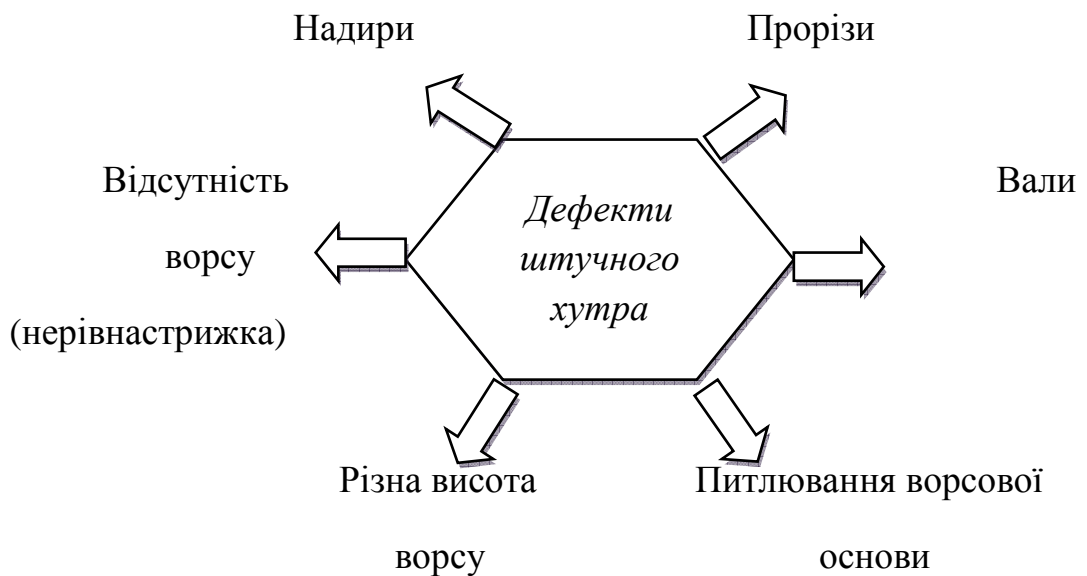 Надири
Прорізи
Відсутність
ворсу
(нерівнастрижка)
Вали
Дефекти
штучного
хутра
Різна висота
ворсу
Питлювання ворсової
основи